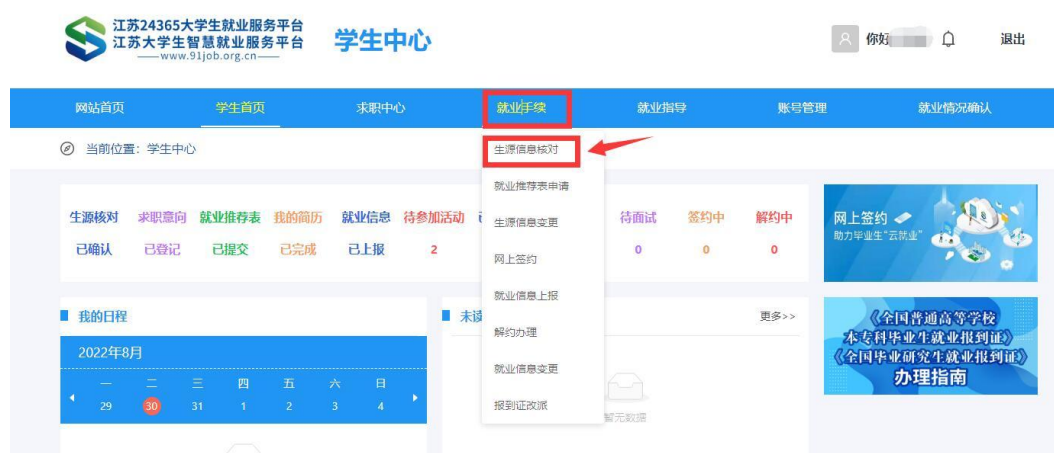 江苏24365大学生就业服务平台
江苏大学生智慧就业服务平台
www.91job.org.cn
学生中心
你好
退出
网站首页 学生首页 求职中心 就业手续 就业指导 账号管理 就业情况确认
当前位置：学生中心
生源信息核对
就业推荐表申请
生源信息变更
网上签约
就业信息上报
解约办理
就业信息变更
报到证改派
生源核对 求职意向 就业推荐表 我的简历 就业信息 待参加活动 待面试 签约中 解约中
已确认 已登记 已提交 已完成 已上报 2 0 0 0
网上签约
助力毕业生“云就业”
我的日程
未读
更多>>
2022年8月
一 二 三 四 五 六 日
29 30 31 1 2 3 4
暂无数据
《全国普通高等学校
本专科毕业生就业报到证》
《全国毕业研究生就业报到证》
办理指南